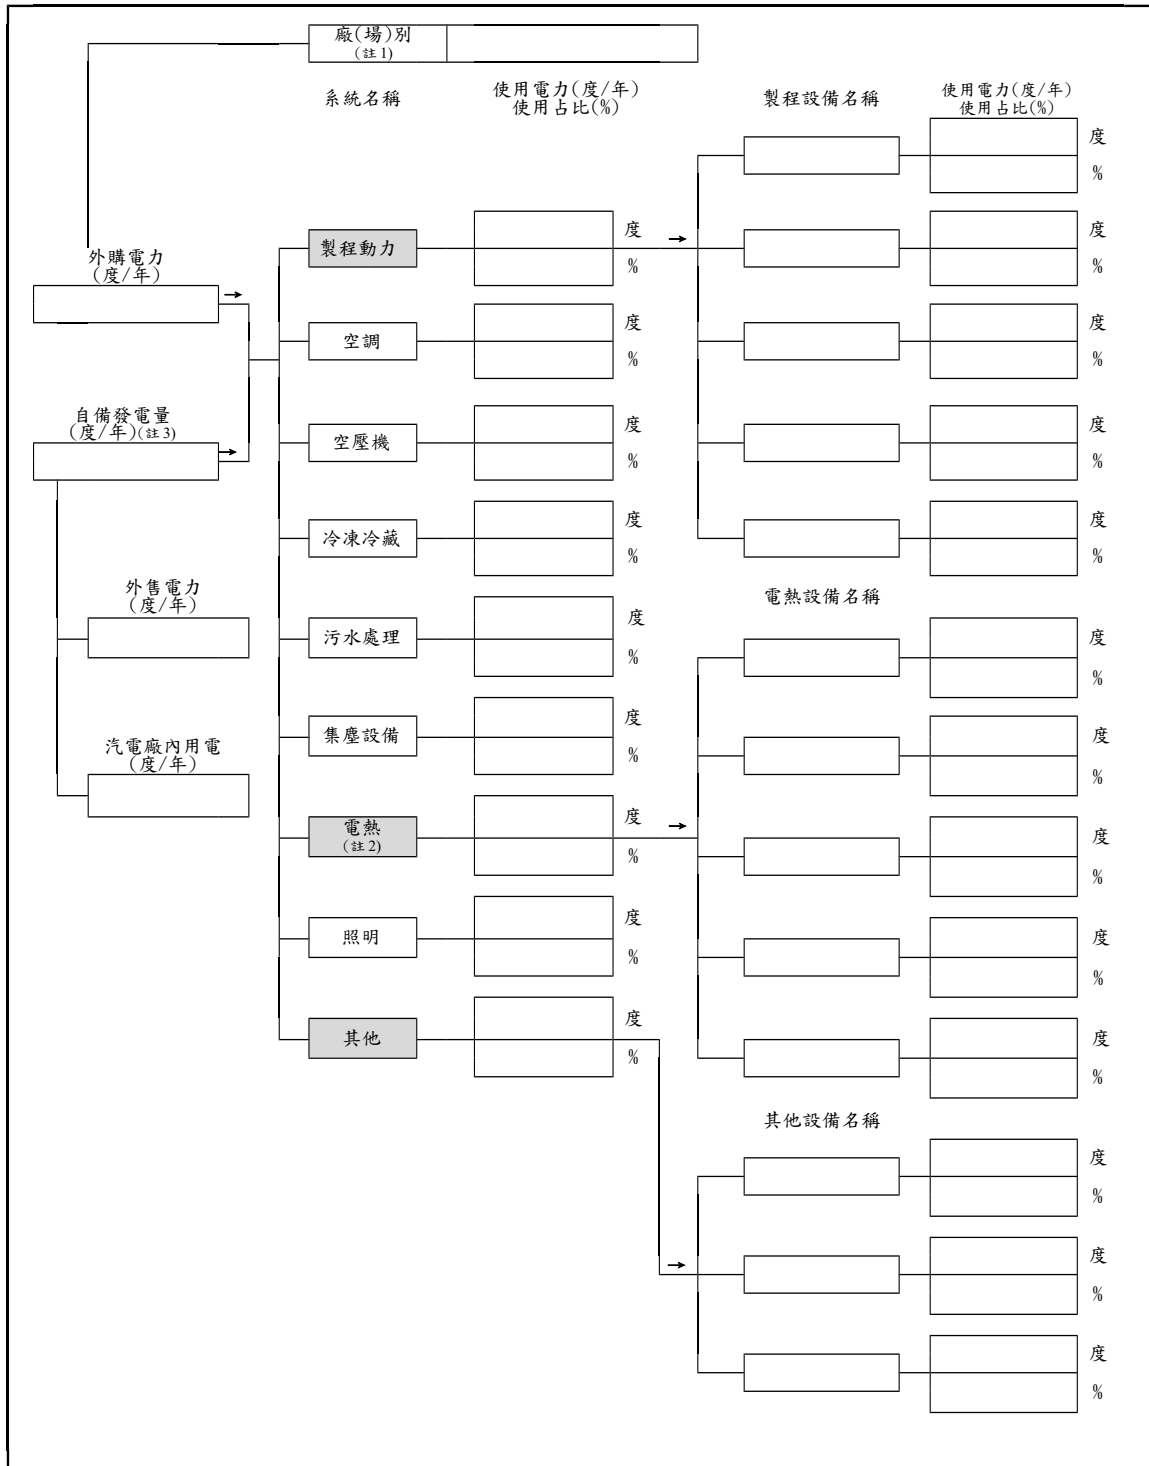 廠(場)別
(註 1)
系統名稱
使用電力(度/年)
使用占比(%)
製程設備名稱
使用電力(度/年)
使用占比(%)
度
%
製程動力
度
%
度
%
外購電力
(度/年)
空調
度
%
度
%
自備發電量
(度/年)(註 3)
空壓機
度
%
度
%
冷凍冷藏
度
%
度
%
外售電力
(度/年)
電熱設備名稱
污水處理
度
%
度
%
汽電廠內用電
(度/年)
集塵設備
度
%
度
%
電熱
(註 2)
度
%
度
%
照明
度
%
度
%
其他
度
%
度
%
其他設備名稱
度
%
度
%
度
%